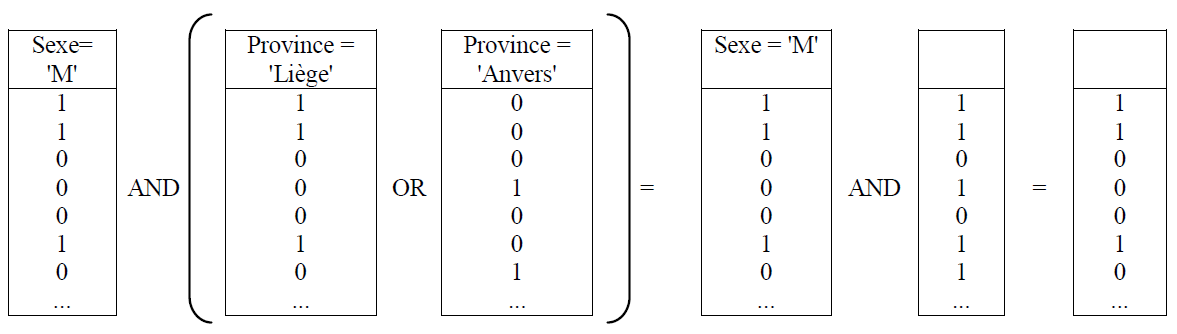 Sexe= Province = Province = Sexe = 'M'
'M' 'Liège' 'Anvers'
1 1 0 1 1 1
1 1 0 1 1 1
0 0 0 0 0 0
0 AND 0 OR 1 = 0 AND 1 = 0
0 0 0 0 0 0
1 1 0 1 1 1
0 0 1 0 1 0
... ... ... ... ... ...